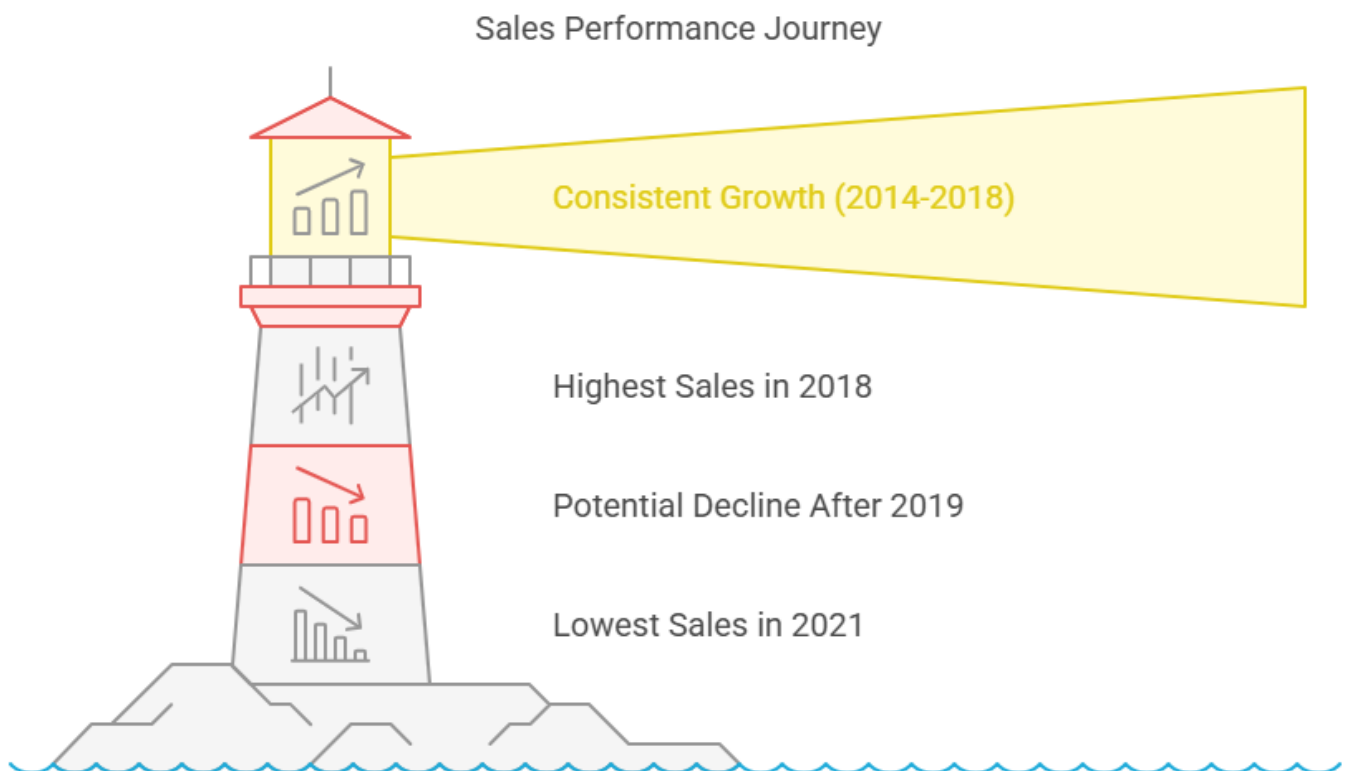 Sales Performance Journey
Consistent Growth (2014-2018)
Highest Sales in 2018
Potential Decline After 2019
Lowest Sales in 2021